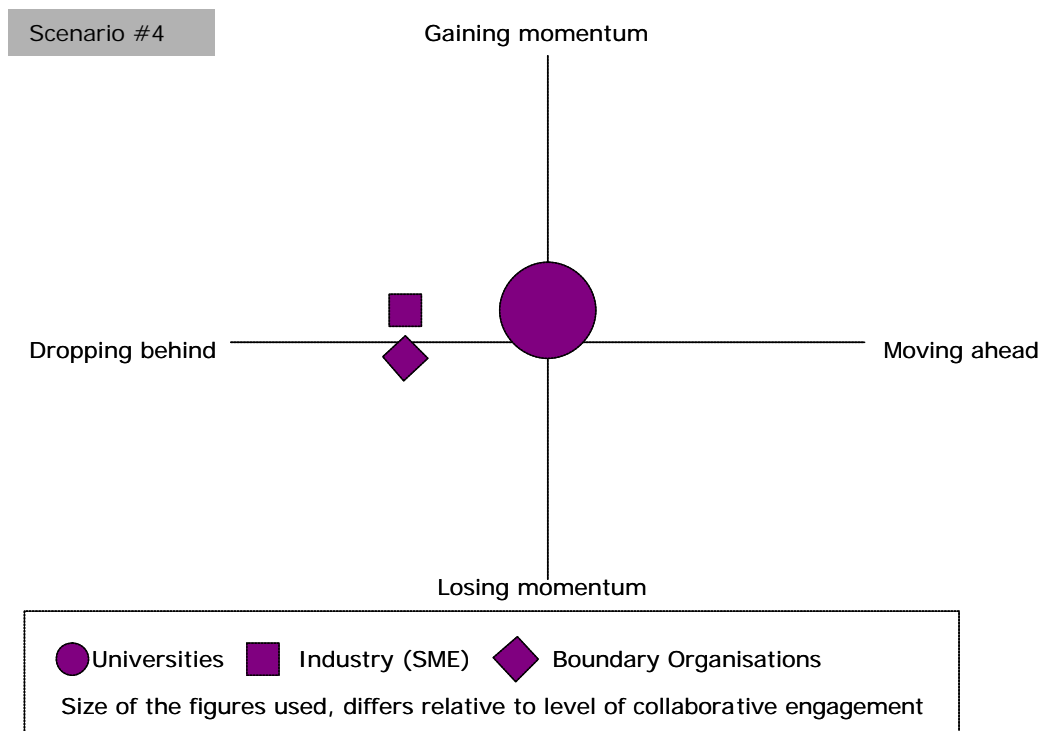 Scenario #4
Gaining momentum
Dropping behind
Moving ahead
Losing momentum
Universities
Industry (SME)
Boundary Organisations
Size of the figures used, differs relative to level of collaborative engagement